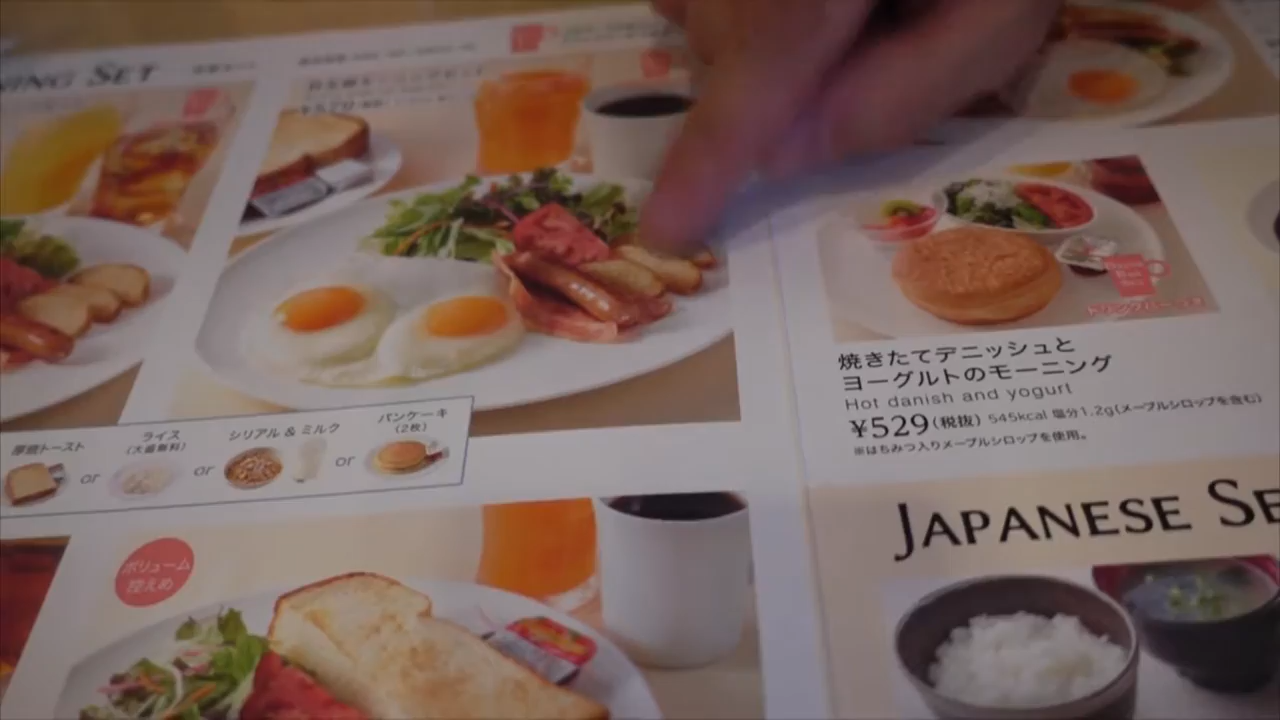 NING SET
¥579
厚切トースト
or
ライス
(大盛無料)
or
シリアル & ミルク
or
パンケーキ
(2枚)
ボリューム
控えめ
焼きたてデニッシュと
ヨーグルトのモーニング
Hot danish and yogurt
¥529(税抜) 545kcal 塩分1.2g(メープルシロップを含む)
※はちみつ入りメープルシロップを使用。
JAPANESE SE